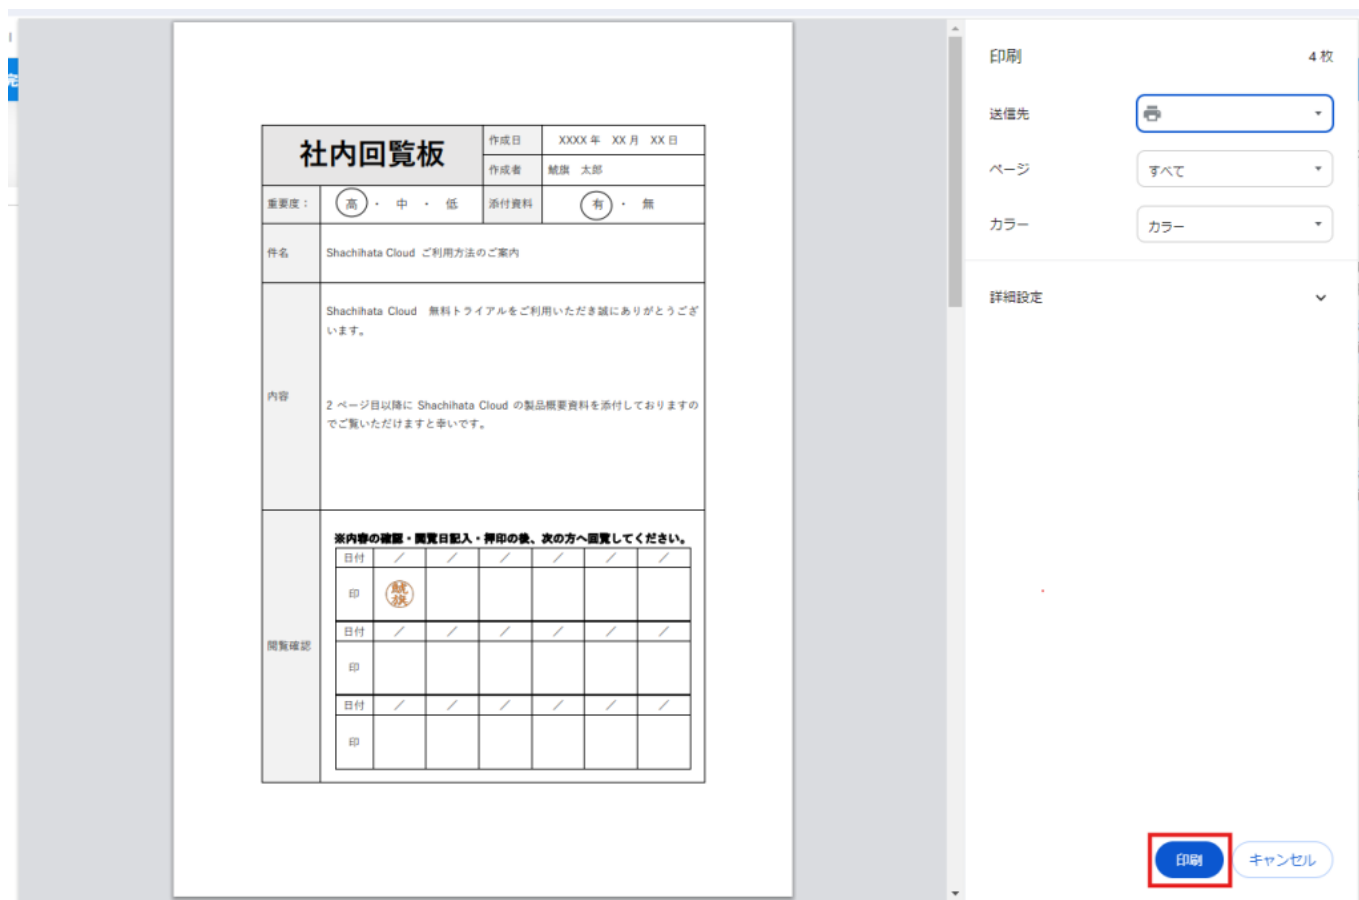 印刷 4 枚
送信先
ページ すべて
カラー カラー
詳細設定
印刷 キャンセル
社内回覧板
作成日 XXXX 年 XX 月 XX 日
作成者 鯱旗 太郎
重要度： 高 ・ 中 ・ 低 添付資料 有 ・ 無
件名 Shachihata Cloud ご利用方法のご案内
内容
Shachihata Cloud 無料トライアルをご利用いただき誠にありがとうござ
います。
2 ページ目以降に Shachihata Cloud の製品概要資料を添付しておりますの
でご覧いただけますと幸いです。
閲覧確認
※内容の確認・閲覧日記入・押印の後、次の方へ回覧してください。
日付 ／ ／ ／ ／ ／ ／
印 鯱旗
日付 ／ ／ ／ ／ ／ ／
印
日付 ／ ／ ／ ／ ／ ／
印